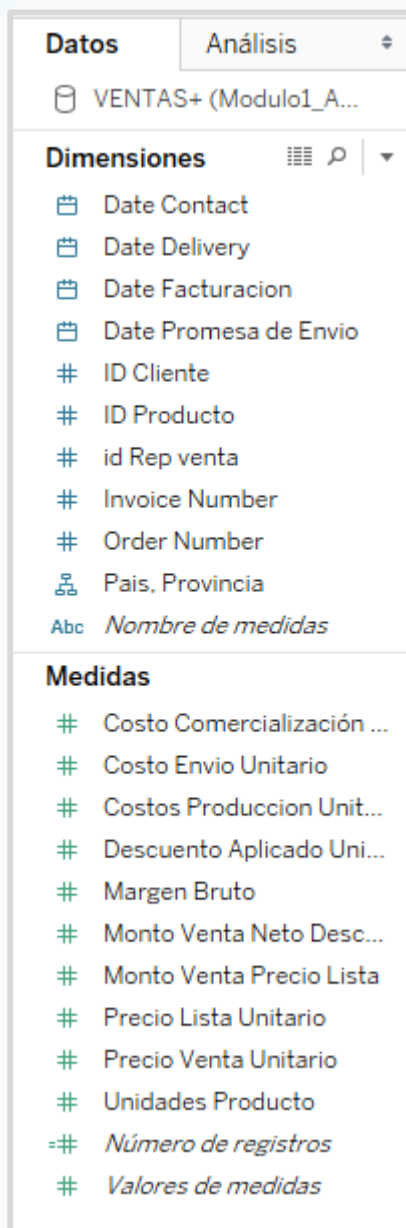 Datos Análisis
VENTAS+ (Modulo1_A...
Dimensiones
Date Contact
Date Delivery
Date Facturacion
Date Promesa de Envio
# ID Cliente
# ID Producto
# id Rep venta
# Invoice Number
# Order Number
Pais, Provincia
Abc Nombre de medidas
Medidas
# Costo Comercialización ...
# Costo Envio Unitario
# Costos Produccion Unit...
# Descuento Aplicado Uni...
# Margen Bruto
# Monto Venta Neto Desc...
# Monto Venta Precio Lista
# Precio Lista Unitario
# Precio Venta Unitario
# Unidades Producto
=# Número de registros
# Valores de medidas